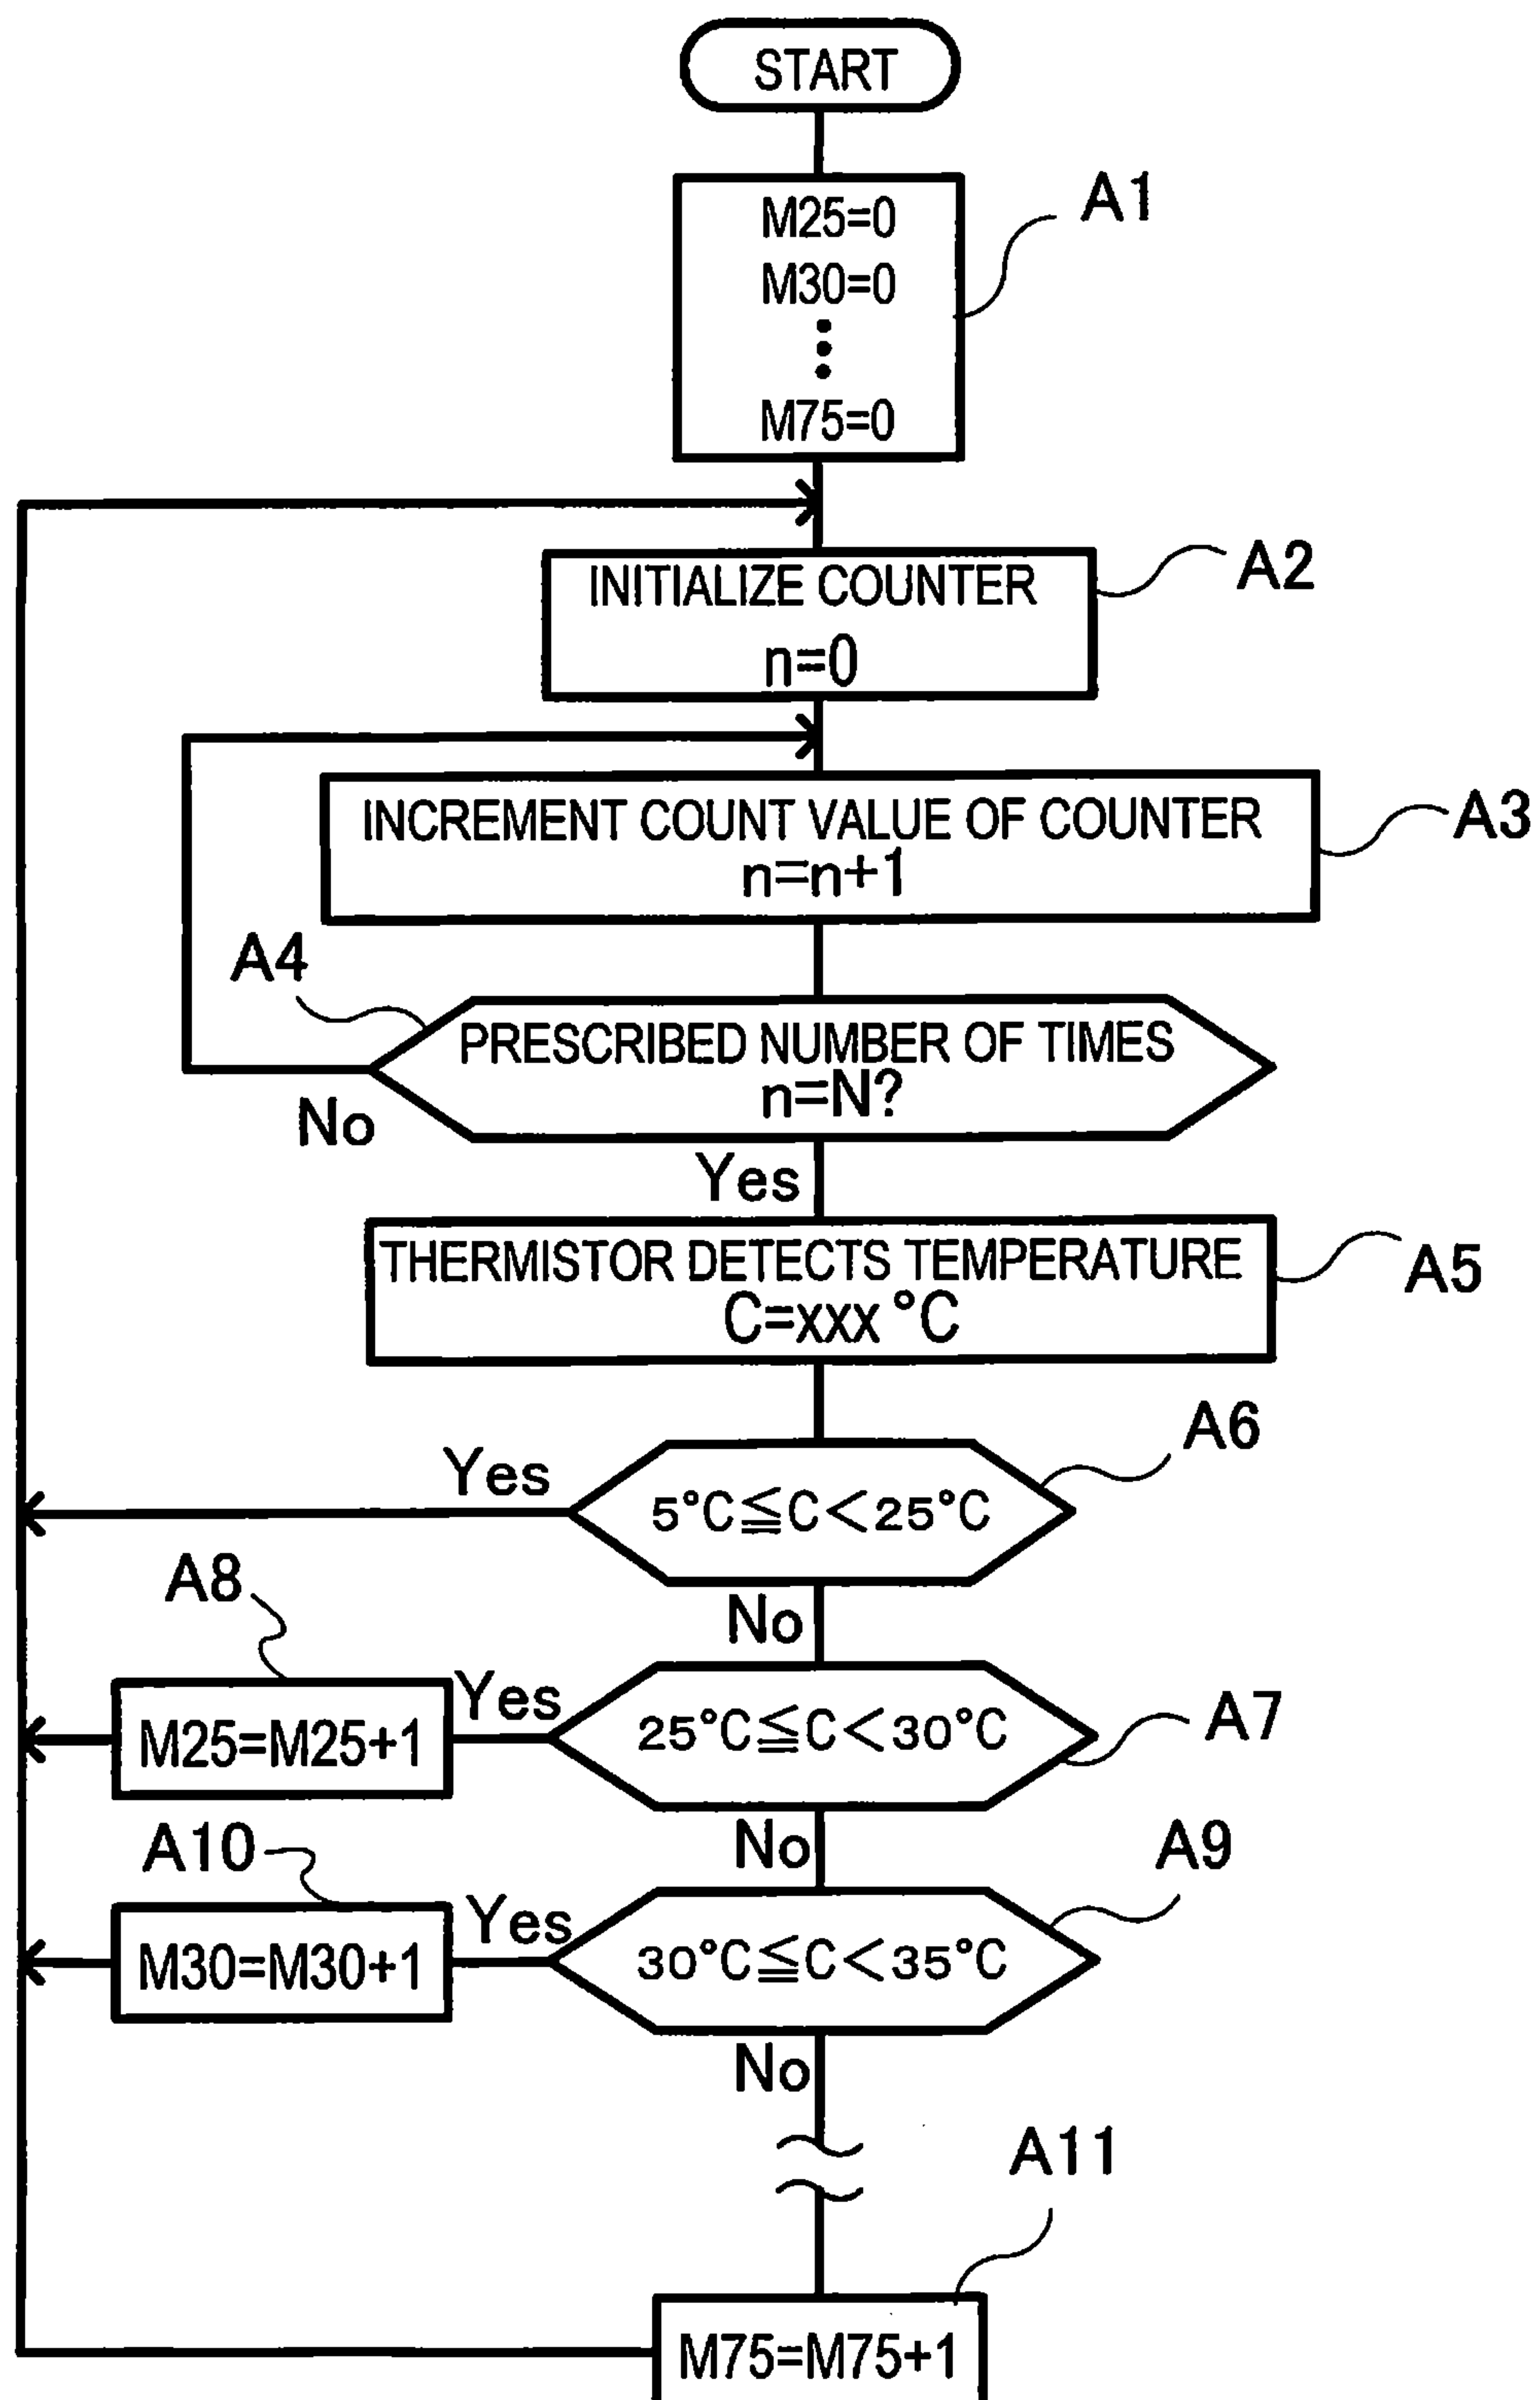 START
A1
M25=0
M30=0
M75=0
A2
INITIALIZE COUNTER
n=0
A3
INCREMENT COUNT VALUE OF COUNTER
n=n+1
A4
PRESCRIBED NUMBER OF TIMES
n=N?
No
Yes
THERMISTOR DETECTS TEMPERATURE
C=xxx °C
A5
A6
Yes
5°C≦C<25°C
No
A8
M25=M25+1
Yes
25°C≦C<30°C
A7
No
A10
M30=M30+1
Yes
30°C≦C<35°C
A9
No
A11
M75=M75+1